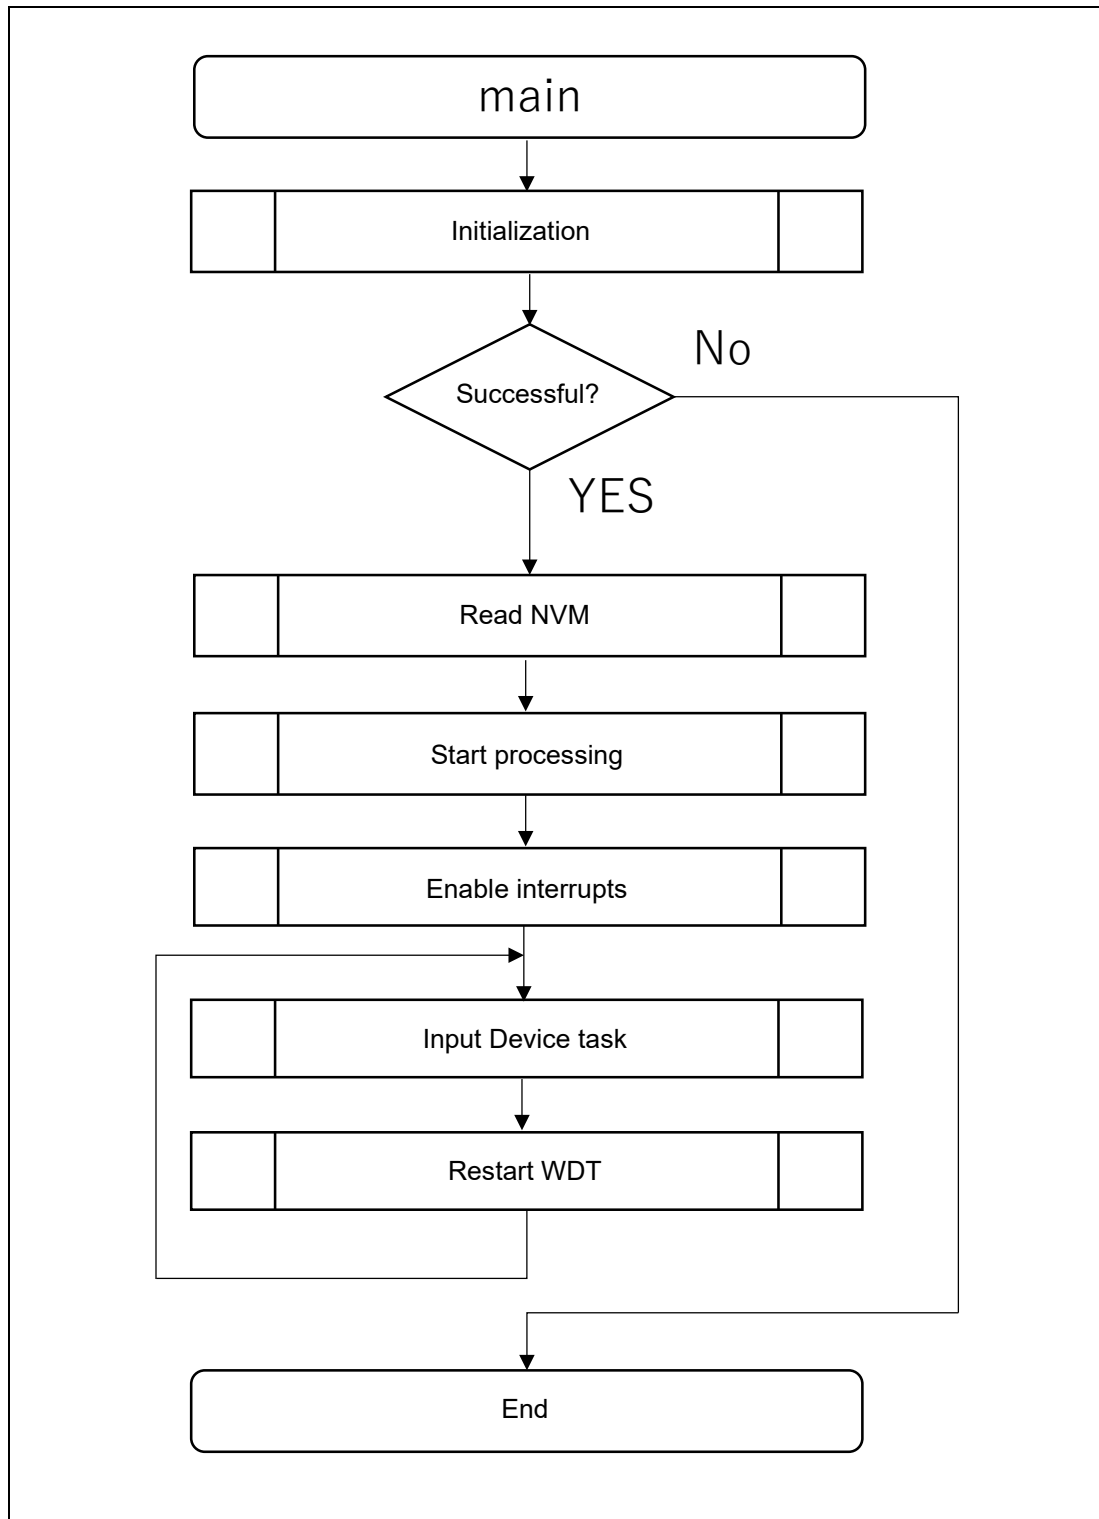 main
Initialization
Successful?
No
YES
Read NVM
Start processing
Enable interrupts
Input Device task
Restart WDT
End